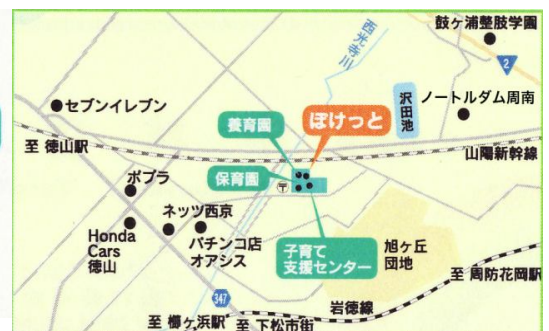 鼓ヶ浦整肢学園
西光寺川
2
セブンイレブン
沢田池
ノートルダム周南
養育園
ぽけっと
至 徳山駅
山陽新幹線
ポプラ
保育園
〒
ネッツ西京
Honda
Cars
徳山
パチンコ店
オアシス
子育て
支援センター
旭ヶ丘
団地
至 周防花岡駅
347
岩徳線
至 櫛ヶ浜駅
至 下松市街